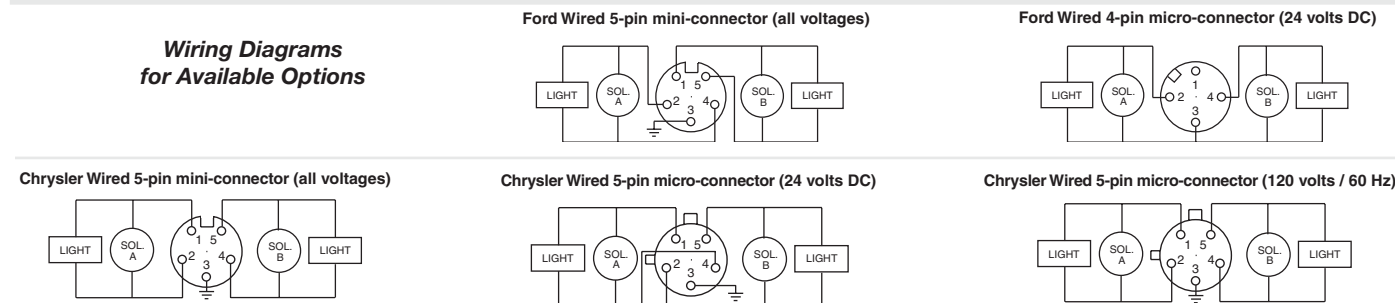 Wiring Diagrams
for Available Options
Ford Wired 5-pin mini-connector (all voltages)
LIGHT
SOL.
A
1 5
2 4
3
SOL.
B
LIGHT
Ford Wired 4-pin micro-connector (24 volts DC)
LIGHT
SOL.
A
1
2 4
3
SOL.
B
LIGHT
Chrysler Wired 5-pin mini-connector (all voltages)
LIGHT
SOL.
A
1 5
2 4
3
SOL.
B
LIGHT
Chrysler Wired 5-pin micro-connector (24 volts DC)
LIGHT
SOL.
A
1 5
2 4
3
SOL.
B
LIGHT
Chrysler Wired 5-pin micro-connector (120 volts / 60 Hz)
LIGHT
SOL.
A
1 5
2 4
3
SOL.
B
LIGHT